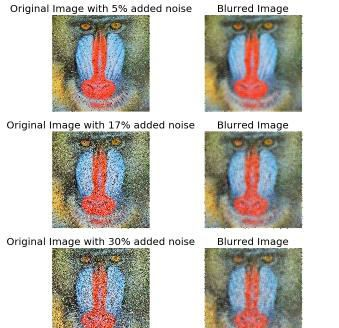 Original Image with 5% added noise
Blurred Image
Original Image with 17% added noise
Blurred Image
Original Image with 30% added noise
Blurred Image